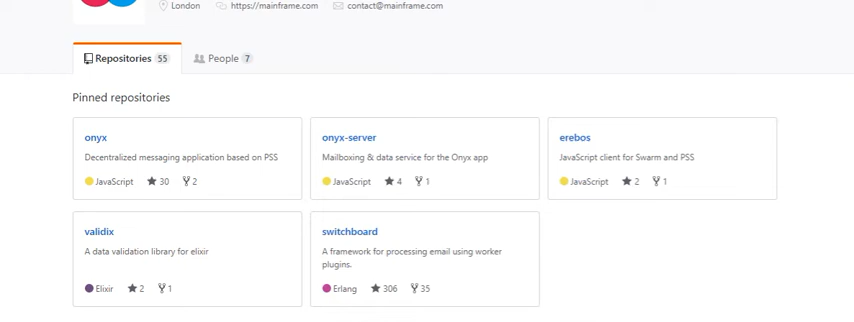 London https://mainframe.com contact@mainframe.com
Repositories 55 People 7
Pinned repositories
onyx
Decentralized messaging application based on PSS
JavaScript 30 2
onyx-server
Mailboxing & data service for the Onyx app
JavaScript 4 1
erebos
JavaScript client for Swarm and PSS
JavaScript 2 1
validix
A data validation library for elixir
Elixir 2 1
switchboard
A framework for processing email using worker
plugins.
Erlang 306 35